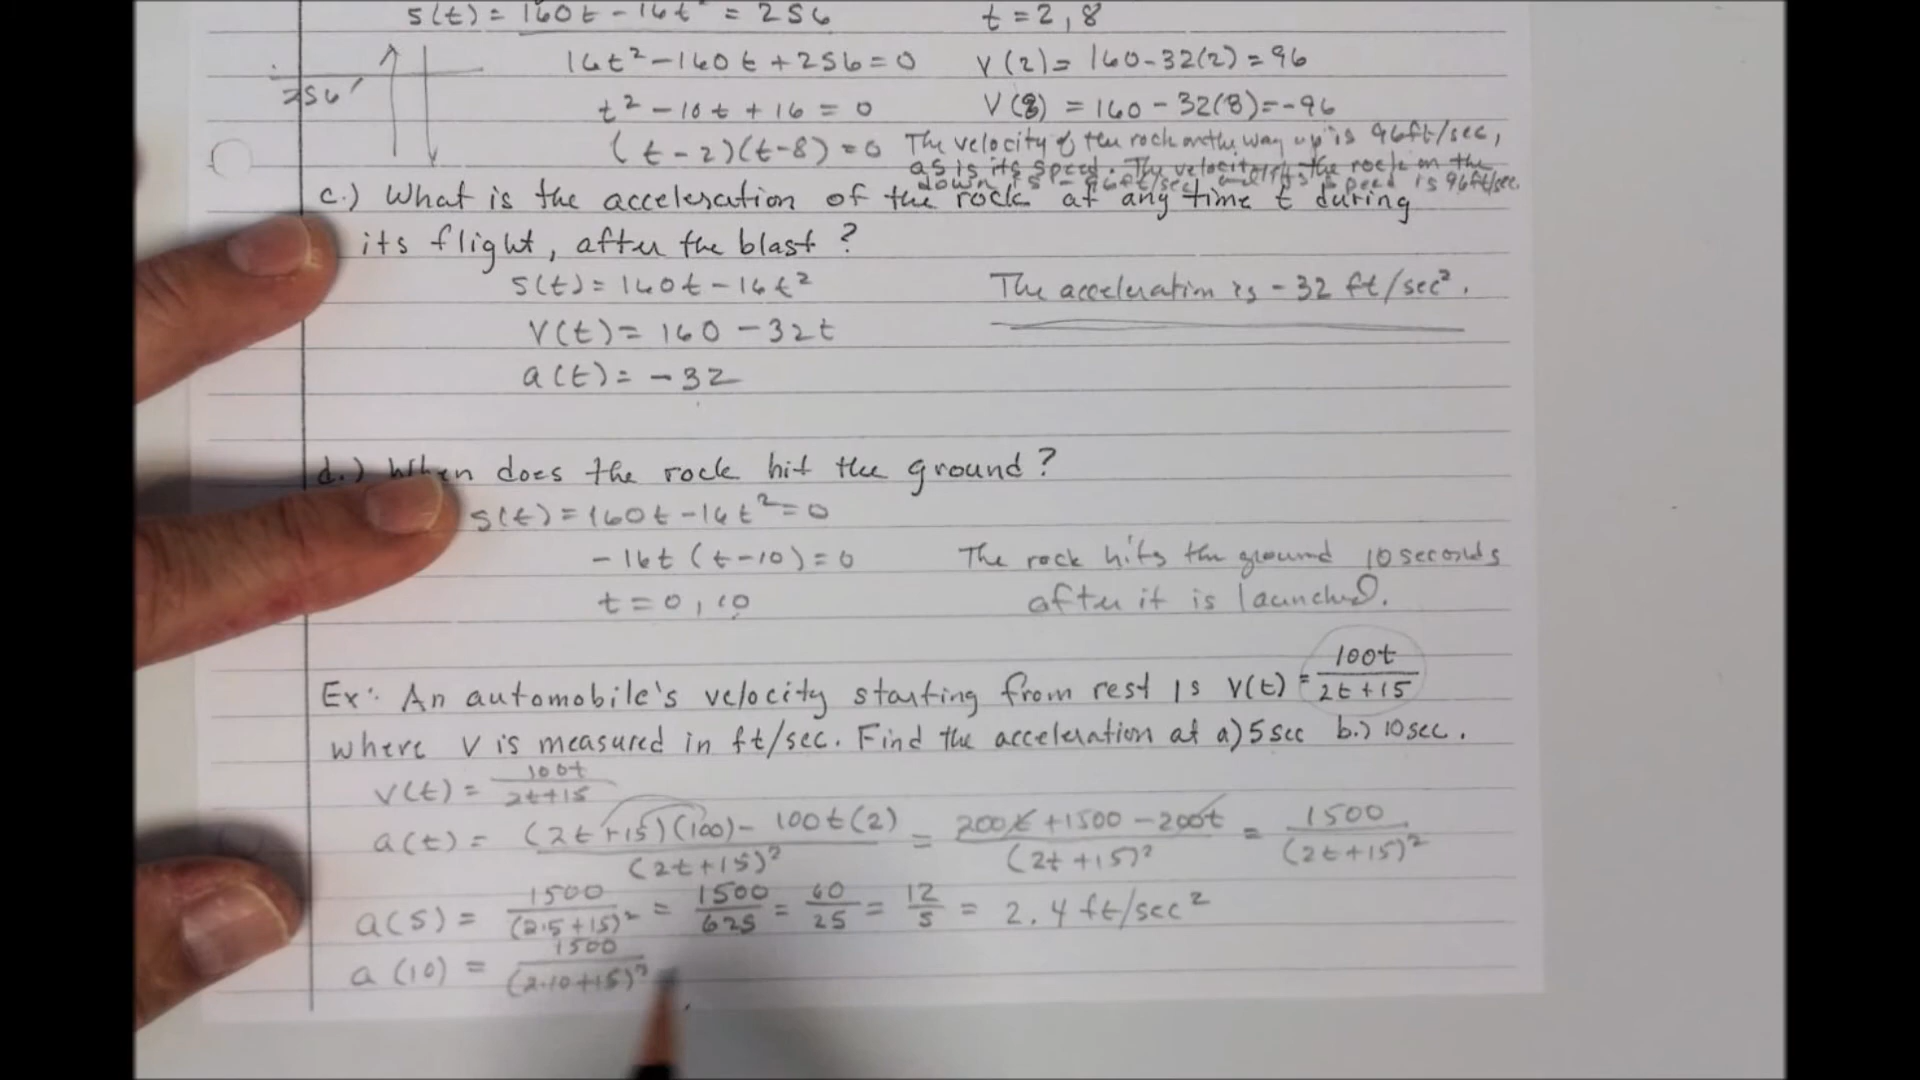 s(t) = 160t - 16t² = 256 t = 2, 8
256'
16t² - 160t + 256 = 0 v(2) = 160 - 32(2) = 96
t² - 10t + 16 = 0 v(8) = 160 - 32(8) = -96
(t - 2)(t - 8) = 0 The velocity of the rock on the way up is 96 ft/sec,
as is its speed. The velocity of the rock on the
down is -96 ft/sec and its speed is 96 ft/sec.
c.) What is the acceleration of the rock at any time t during
its flight, after the blast?
s(t) = 160t - 16t² The acceleration is -32 ft/sec².
v(t) = 160 - 32t
a(t) = -32
d.) When does the rock hit the ground?
s(t) = 160t - 16t² = 0
-16t (t - 10) = 0 The rock hits the ground 10 seconds
t = 0, 10 after it is launched.
Ex: An automobile's velocity starting from rest is v(t) = 100t / 2t + 15
where v is measured in ft/sec. Find the acceleration at a) 5 sec b.) 10 sec.
v(t) = 100t / 2t + 15
a(t) = (2t + 15)(100) - 100t(2) / (2t + 15)² = 200t + 1500 - 200t / (2t + 15)² = 1500 / (2t + 15)²
a(5) = 1500 / (2·5 + 15)² = 1500 / 625 = 60 / 25 = 12 / 5 = 2.4 ft/sec²
a(10) = 1500 / (2·10 + 15)²